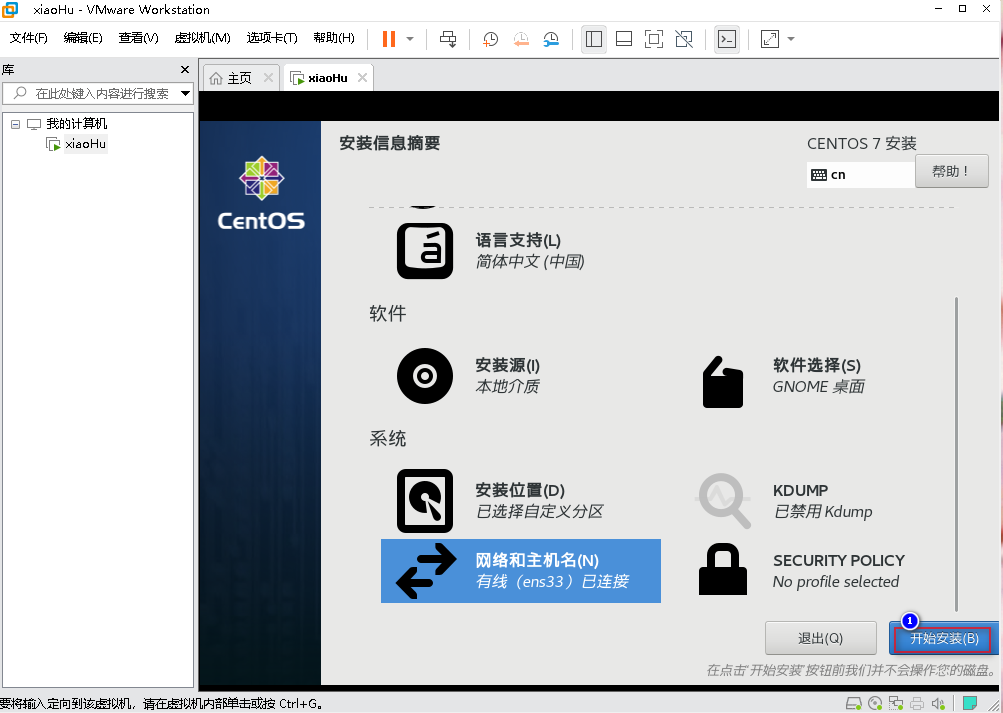 xiaoHu - VMware Workstation
文件(F) 编辑(E) 查看(V) 虚拟机(M) 选项卡(T) 帮助(H)
库
在此处键入内容进行搜索
我的计算机
xiaoHu
主页
xiaoHu
CentOS
安装信息摘要
CENTOS 7 安装
cn
帮助！
语言支持(L)
简体中文 (中国)
软件
安装源(I)
本地介质
软件选择(S)
GNOME 桌面
系统
安装位置(D)
已选择自定义分区
KDUMP
已禁用 Kdump
网络和主机名(N)
有线（ens33）已连接
SECURITY POLICY
No profile selected
1
退出(Q)
开始安装(B)
在点击'开始安装'按钮前我们并不会操作您的磁盘。
要将输入定向到该虚拟机，请在虚拟机内部单击或按 Ctrl+G。